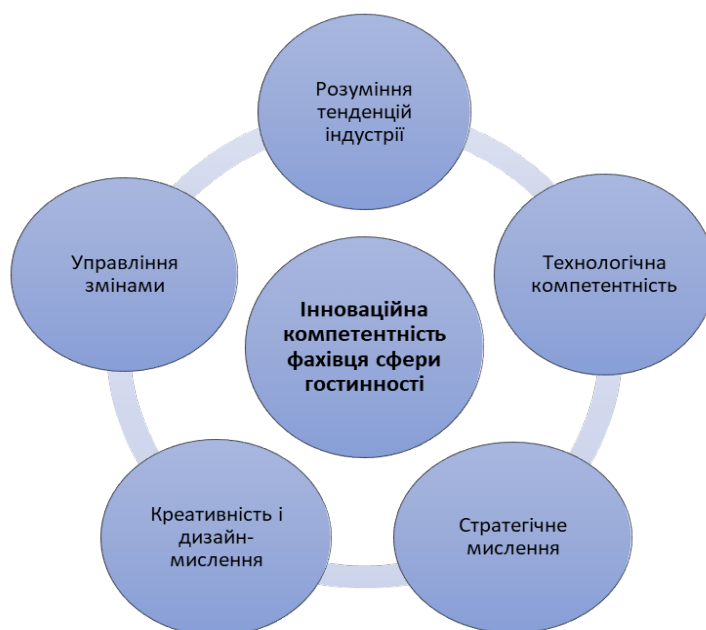 Розуміння
тенденцій
індустрії
Управління
змінами
Технологічна
компетентність
Інноваційна
компетентність
фахівця сфери
гостинності
Креативність і
дизайн-
мислення
Стратегічне
мислення